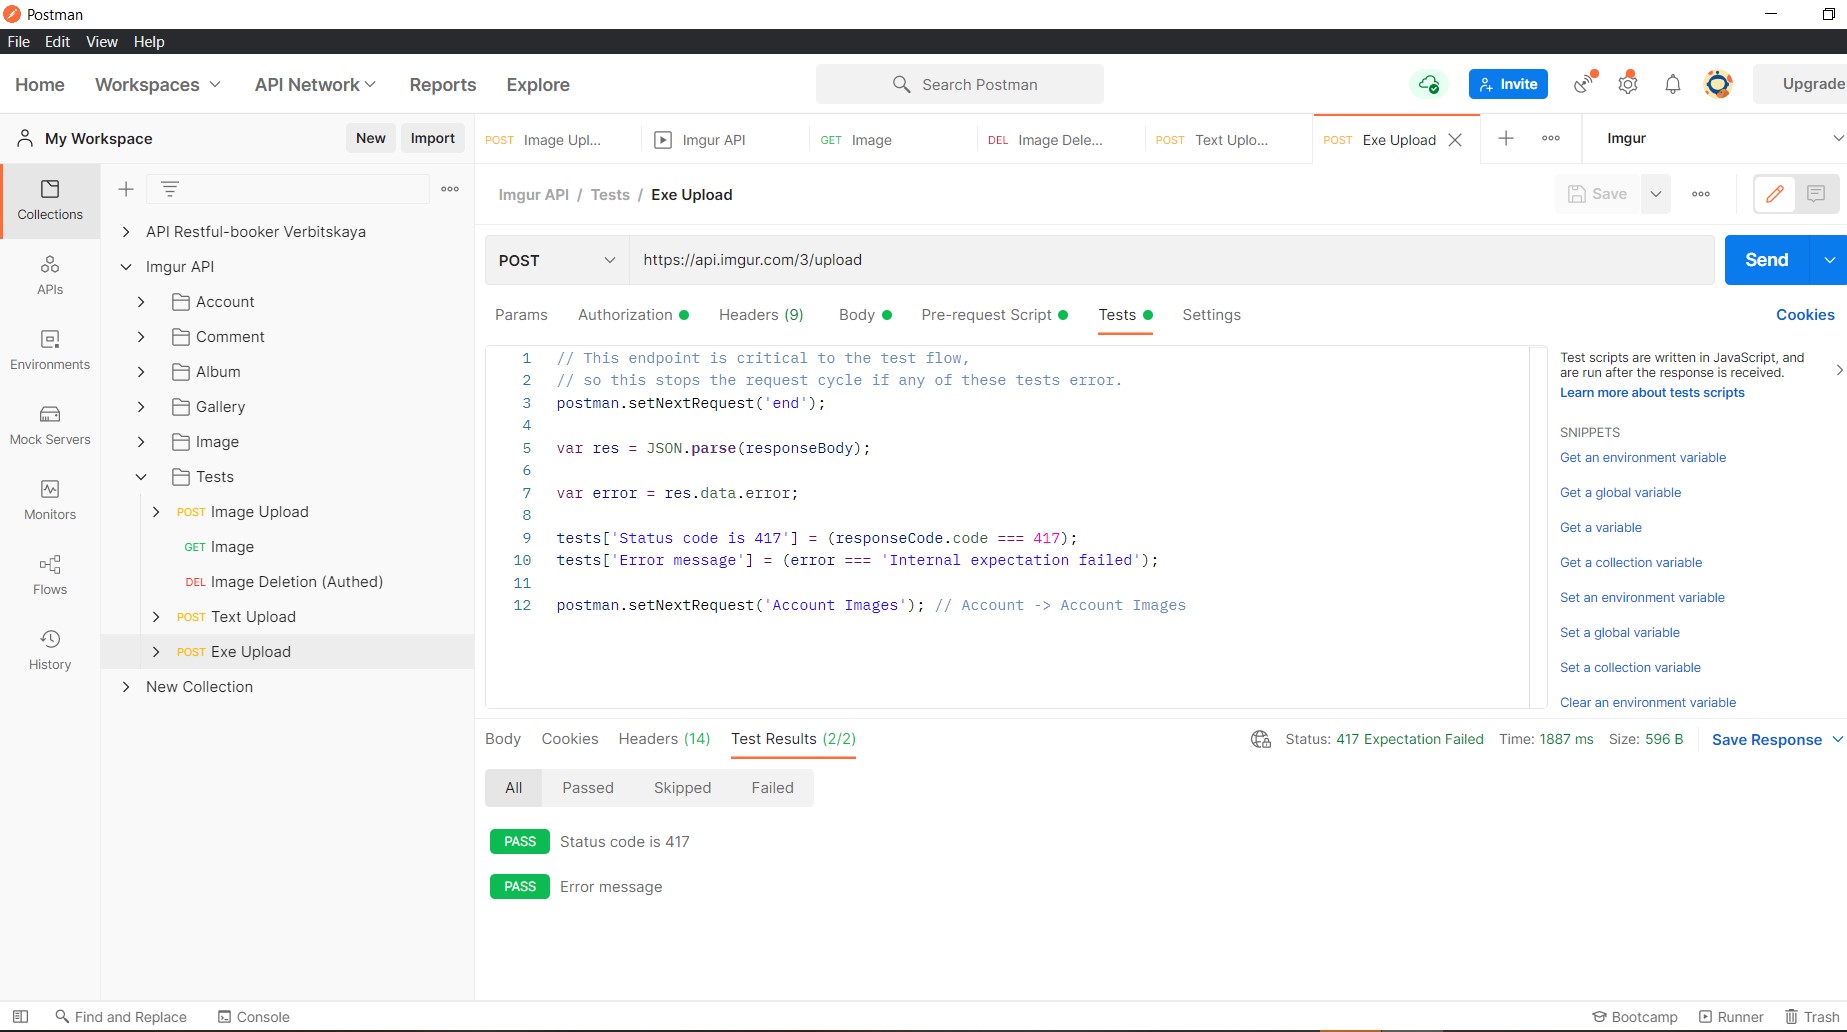 Postman
File Edit View Help
Home Workspaces API Network Reports Explore Search Postman Invite Upgrade
My Workspace New Import POST Image Upl... Imgur API GET Image DEL Image Dele... POST Text Uplo... POST Exe Upload Imgur
Collections
APIs
Environments
Mock Servers
Monitors
Flows
History
API Restful-booker Verbitskaya
Imgur API
Account
Comment
Album
Gallery
Image
Tests
POST Image Upload
GET Image
DEL Image Deletion (Authed)
POST Text Upload
POST Exe Upload
New Collection
Imgur API / Tests / Exe Upload Save
POST https://api.imgur.com/3/upload Send
Params Authorization Headers (9) Body Pre-request Script Tests Settings Cookies
1 // This endpoint is critical to the test flow,
2 // so this stops the request cycle if any of these tests error.
3 postman.setNextRequest('end');
4
5 var res = JSON.parse(responseBody);
6
7 var error = res.data.error;
8
9 tests['Status code is 417'] = (responseCode.code === 417);
10 tests['Error message'] = (error === 'Internal expectation failed');
11
12 postman.setNextRequest('Account Images'); // Account -> Account Images
Test scripts are written in JavaScript, and
are run after the response is received.
Learn more about tests scripts
SNIPPETS
Get an environment variable
Get a global variable
Get a variable
Get a collection variable
Set an environment variable
Set a global variable
Set a collection variable
Clear an environment variable
Body Cookies Headers (14) Test Results (2/2) Status: 417 Expectation Failed Time: 1887 ms Size: 596 B Save Response
All Passed Skipped Failed
PASS Status code is 417
PASS Error message
Find and Replace Console Bootcamp Runner Trash